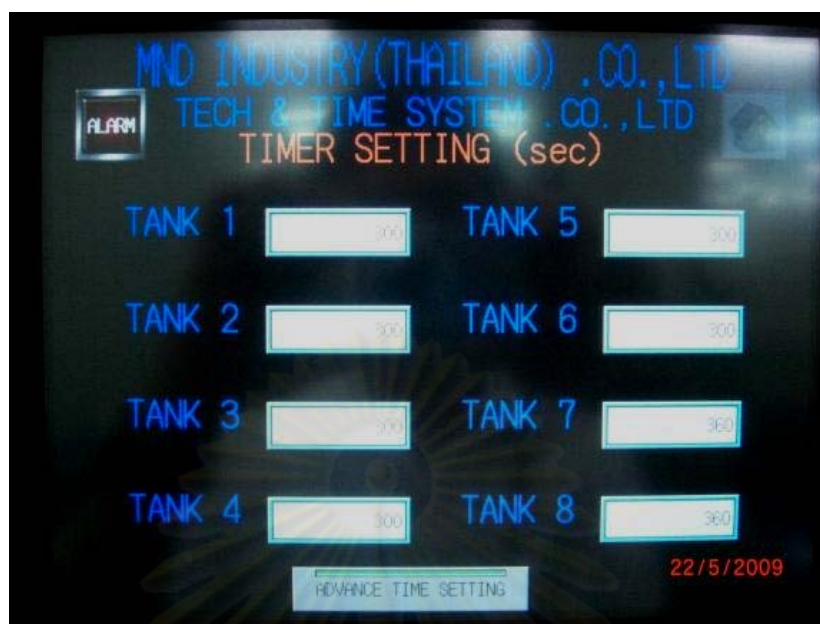 MND INDUSTRY(THAILAND) .CO.,LTD
ALARM
TECH & TIME SYSTEM .CO.,LTD
TIMER SETTING (sec)
TANK 1 300
TANK 5 300
TANK 2 300
TANK 6 300
TANK 3 300
TANK 7 360
TANK 4 300
TANK 8 360
22/5/2009
ADVANCE TIME SETTING